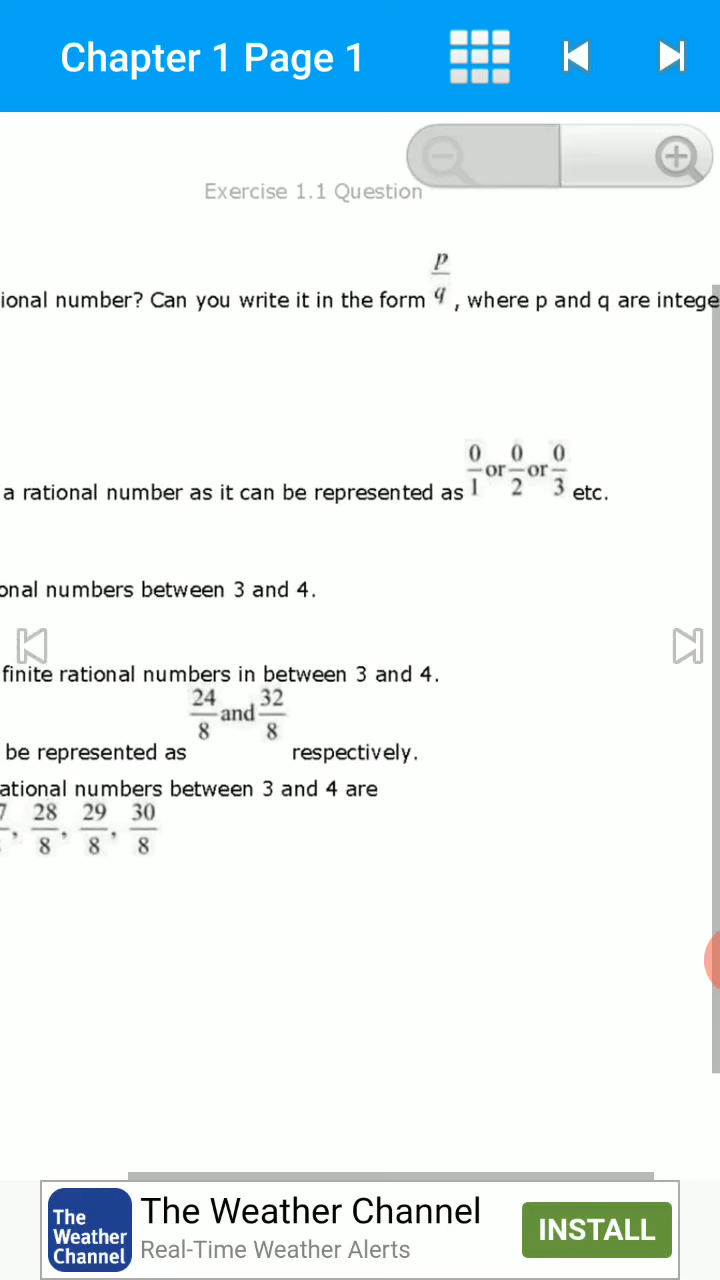 Chapter 1 Page 1
Exercise 1.1 Question
ional number? Can you write it in the form p/q, where p and q are intege
a rational number as it can be represented as 0/1 or 0/2 or 0/3 etc.
onal numbers between 3 and 4.
finite rational numbers in between 3 and 4.
be represented as 24/8 and 32/8 respectively.
ational numbers between 3 and 4 are
7, 28/8, 29/8, 30/8
The Weather Channel
The Weather Channel
Real-Time Weather Alerts
INSTALL